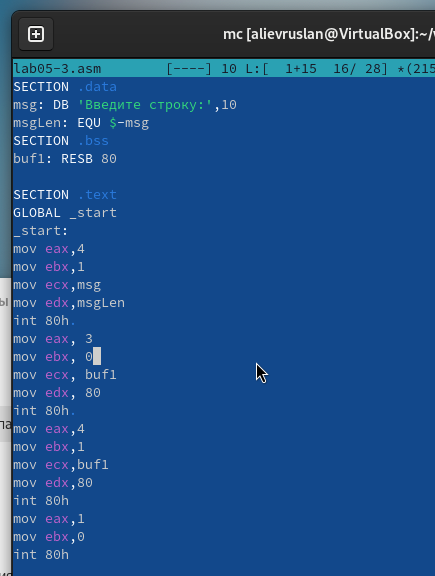 mc [alievruslan@VirtualBox]:~/
lab05-3.asm [----] 10 L:[ 1+15 16/ 28] *(215
SECTION .data
msg: DB 'Введите строку:',10
msgLen: EQU $-msg
SECTION .bss
buf1: RESB 80
SECTION .text
GLOBAL _start
_start:
mov eax,4
mov ebx,1
mov ecx,msg
mov edx,msgLen
int 80h.
mov eax, 3
mov ebx, 0
mov ecx, buf1
mov edx, 80
int 80h.
mov eax,4
mov ebx,1
mov ecx,buf1
mov edx,80
int 80h
mov eax,1
mov ebx,0
int 80h